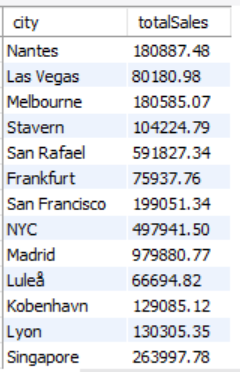 city totalSales
Nantes 180887.48
Las Vegas 80180.98
Melbourne 180585.07
Stavern 104224.79
San Rafael 591827.34
Frankfurt 75937.76
San Francisco 199051.34
NYC 497941.50
Madrid 979880.77
Luleå 66694.82
Kobenhavn 129085.12
Lyon 130305.35
Singapore 263997.78